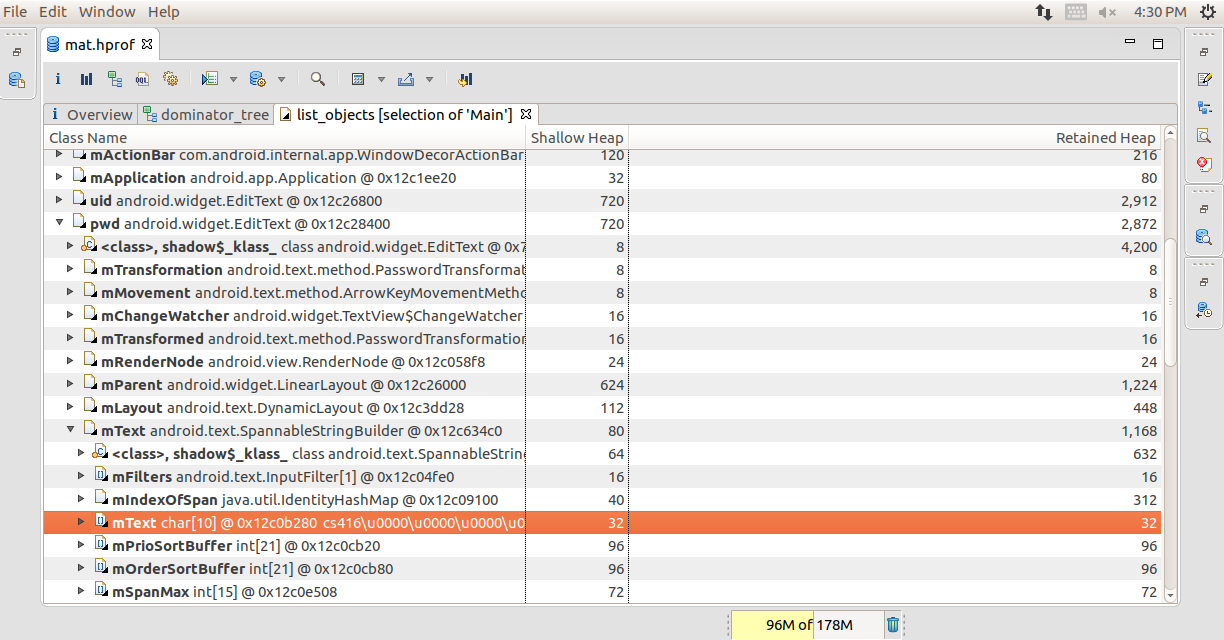 File Edit Window Help 4:30 PM
mat.hprof
i OQL
i Overview dominator_tree list_objects [selection of 'Main']
Class Name Shallow Heap Retained Heap
mActionBar com.android.internal.app.WindowDecorActionBar 120 216
mApplication android.app.Application @ 0x12c1ee20 32 80
uid android.widget.EditText @ 0x12c26800 720 2,912
pwd android.widget.EditText @ 0x12c28400 720 2,872
<class>, shadow$_klass_ class android.widget.EditText @ 0x7 8 4,200
mTransformation android.text.method.PasswordTransformat 8 8
mMovement android.text.method.ArrowKeyMovementMetho 8 8
mChangeWatcher android.widget.TextView$ChangeWatcher 16 16
mTransformed android.text.method.PasswordTransformation 16 16
mRenderNode android.view.RenderNode @ 0x12c058f8 24 24
mParent android.widget.LinearLayout @ 0x12c26000 624 1,224
mLayout android.text.DynamicLayout @ 0x12c3dd28 112 448
mText android.text.SpannableStringBuilder @ 0x12c634c0 80 1,168
<class>, shadow$_klass_ class android.text.SpannableString 64 632
mFilters android.text.InputFilter[1] @ 0x12c04fe0 16 16
mIndexOfSpan java.util.IdentityHashMap @ 0x12c09100 40 312
mText char[10] @ 0x12c0b280 cs416\u0000\u0000\u0000\u0 32 32
mPrioSortBuffer int[21] @ 0x12c0cb20 96 96
mOrderSortBuffer int[21] @ 0x12c0cb80 96 96
mSpanMax int[15] @ 0x12c0e508 72 72
96M of 178M